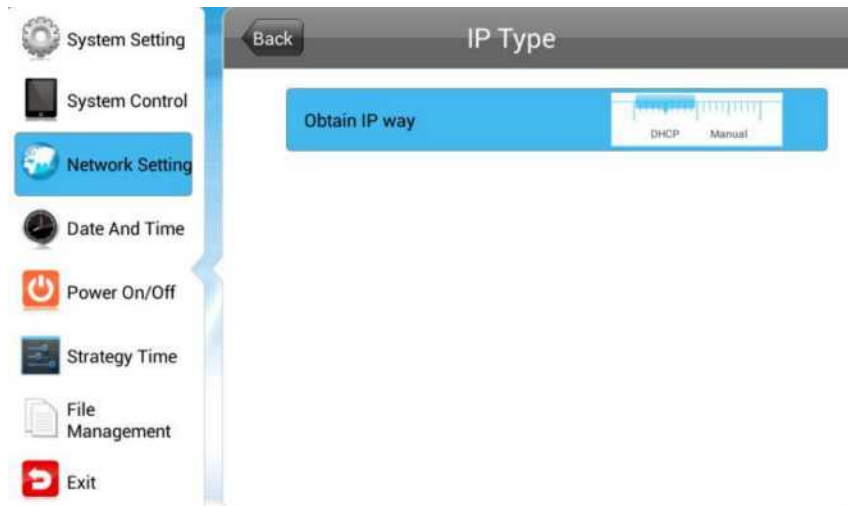 System Setting
System Control
Network Setting
Date And Time
Power On/Off
Strategy Time
File
Management
Exit
Back
IP Type
Obtain IP way
DHCP Manual